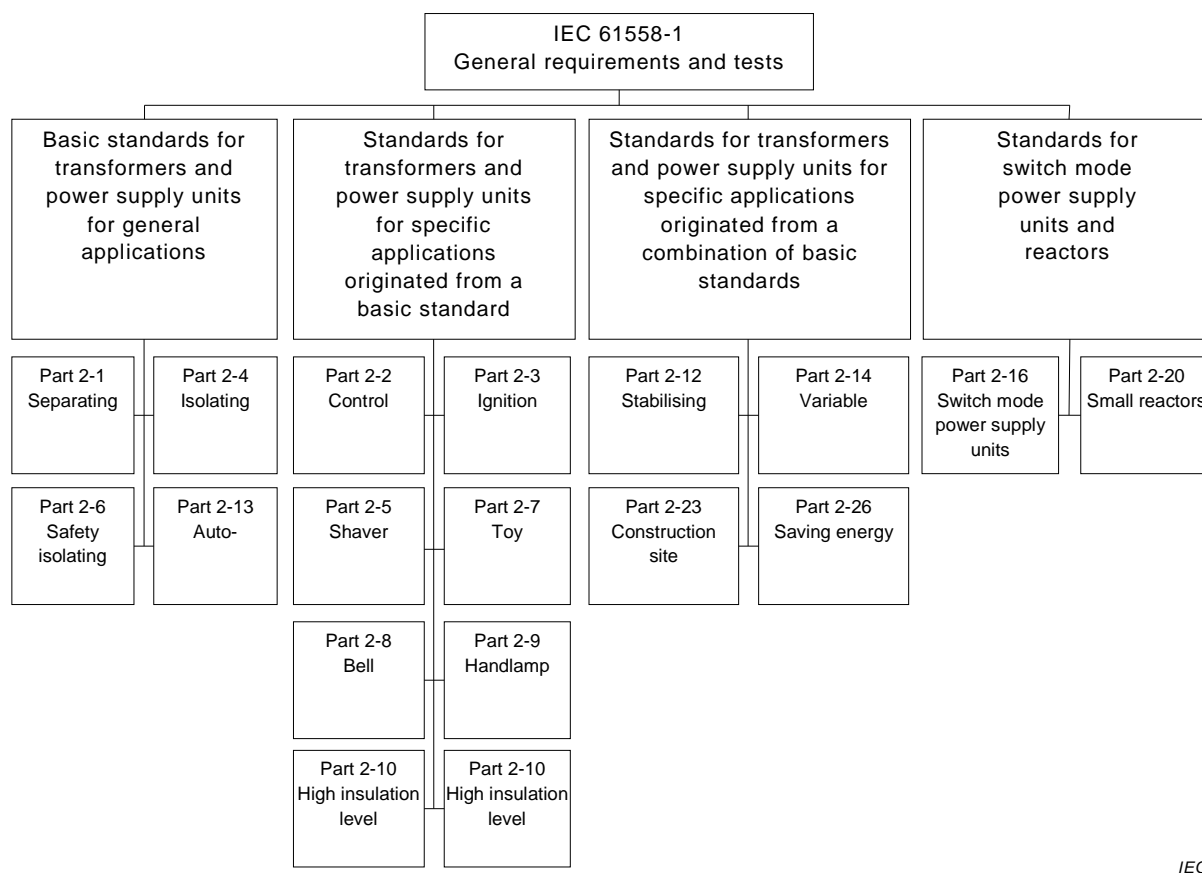 IEC 61558-1
General requirements and tests
Basic standards for
transformers and
power supply units
for general
applications
Standards for
transformers and
power supply units
for specific
applications
originated from a
basic standard
Standards for transformers
and power supply units for
specific applications
originated from a
combination of basic
standards
Standards for
switch mode
power supply
units and
reactors
Part 2-1
Separating
Part 2-4
Isolating
Part 2-2
Control
Part 2-3
Ignition
Part 2-12
Stabilising
Part 2-14
Variable
Part 2-16
Switch mode
power supply
units
Part 2-20
Small reactors
Part 2-6
Safety
isolating
Part 2-13
Auto-
Part 2-5
Shaver
Part 2-7
Toy
Part 2-23
Construction
site
Part 2-26
Saving energy
Part 2-8
Bell
Part 2-9
Handlamp
Part 2-10
High insulation
level
Part 2-10
High insulation
level
IEC